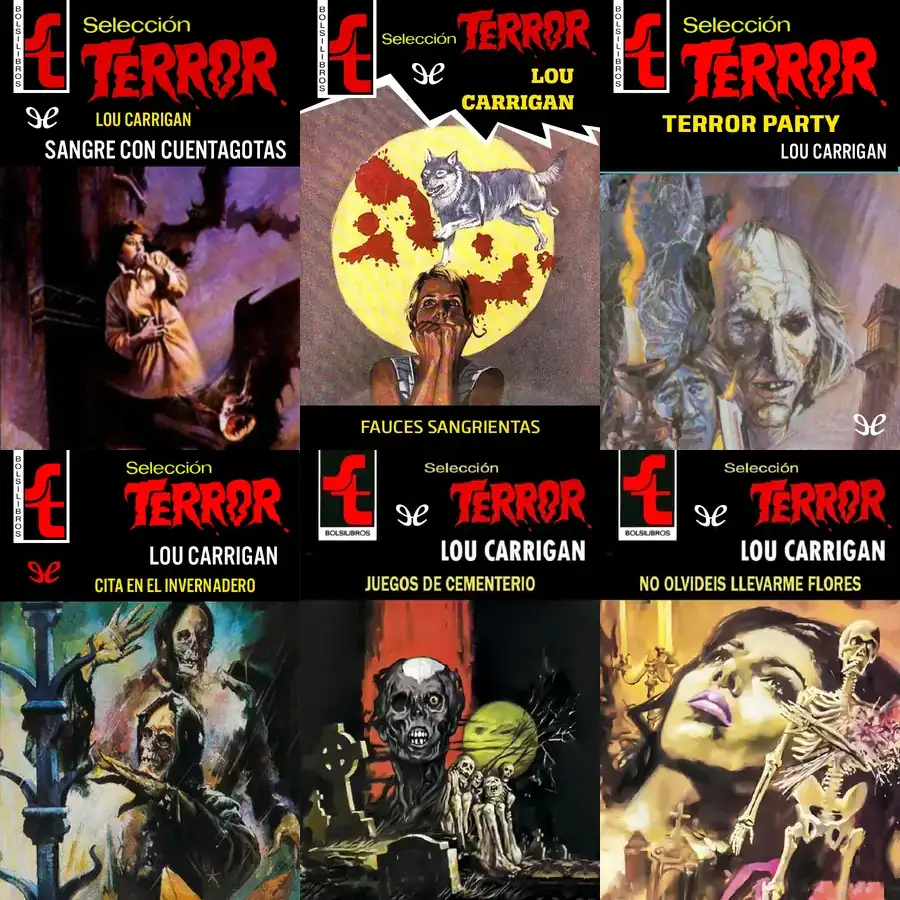 BOLSILIBROS
Selección
TERROR
LOU CARRIGAN
SANGRE CON CUENTAGOTAS
BOLSILIBROS
Selección
TERROR
LOU
CARRIGAN
FAUCES SANGRIENTAS
BOLSILIBROS
Selección
TERROR
TERROR PARTY
LOU CARRIGAN
BOLSILIBROS
Selección
TERROR
LOU CARRIGAN
CITA EN EL INVERNADERO
Selección
TERROR
BOLSILIBROS
LOU CARRIGAN
JUEGOS DE CEMENTERIO
Selección
TERROR
BOLSILIBROS
LOU CARRIGAN
NO OLVIDEIS LLEVARME FLORES